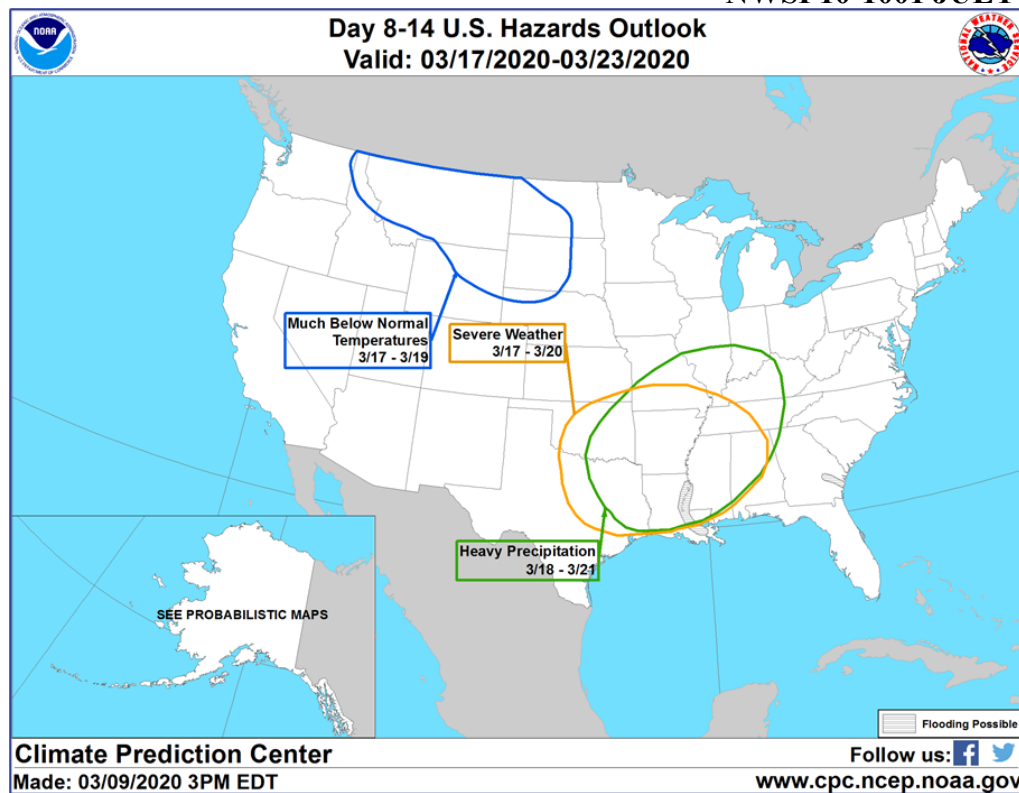 Day 8-14 U.S. Hazards Outlook
Valid: 03/17/2020-03/23/2020
NOAA
Much Below Normal
Temperatures
3/17 - 3/19
Severe Weather
3/17 - 3/20
Heavy Precipitation
3/18 - 3/21
SEE PROBABILISTIC MAPS
Flooding Possible
Climate Prediction Center
Follow us:
Made: 03/09/2020 3PM EDT
www.cpc.ncep.noaa.gov